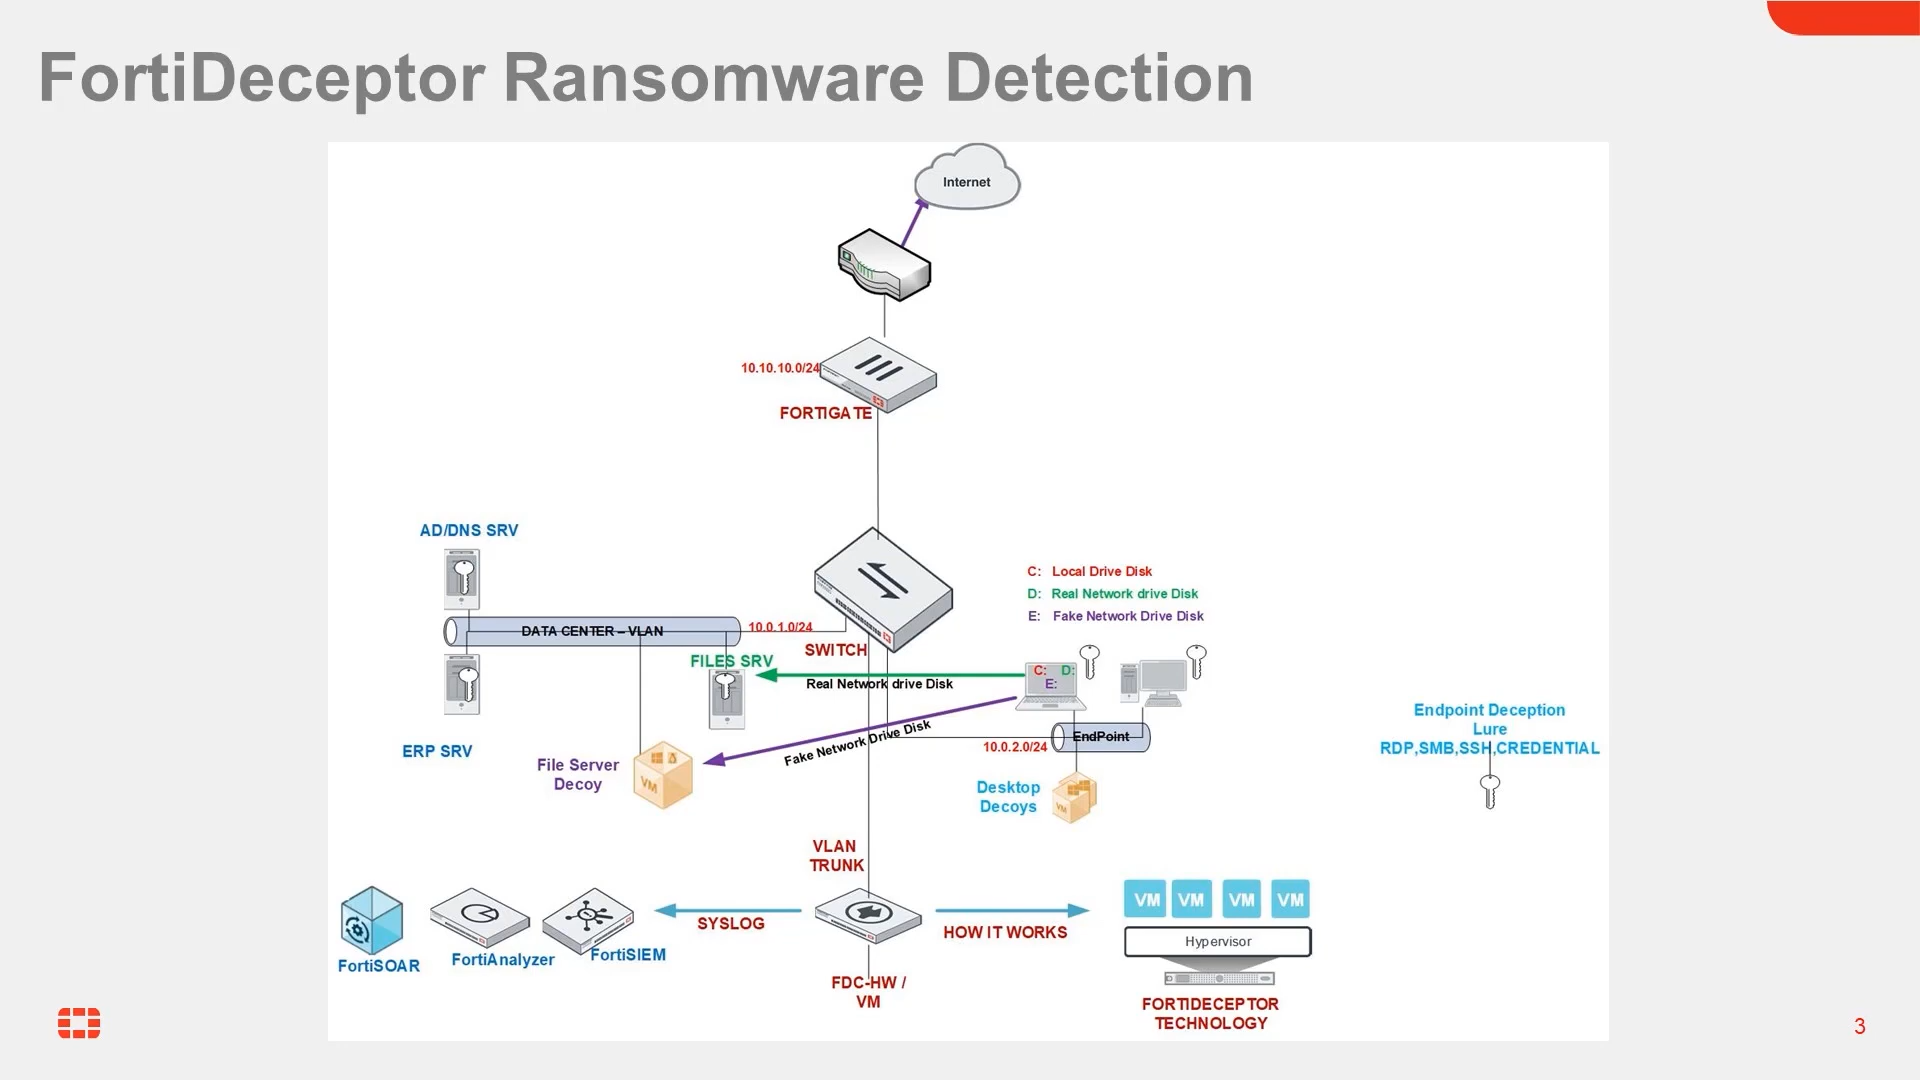 FortiDeceptor Ransomware Detection
Internet
10.10.10.0/24
FORTIGATE
AD/DNS SRV
C: Local Drive Disk
D: Real Network drive Disk
E: Fake Network Drive Disk
DATA CENTER – VLAN
10.0.1.0/24
SWITCH
FILES SRV
C: D:
E:
Real Network drive Disk
Fake Network Drive Disk
ERP SRV
10.0.2.0/24
EndPoint
Endpoint Deception
Lure
RDP,SMB,SSH,CREDENTIAL
File Server
Decoy
VM
Desktop
Decoys
VM
VLAN
TRUNK
VM VM VM VM
SYSLOG
HOW IT WORKS
Hypervisor
FortiSOAR
FortiAnalyzer
FortiSIEM
FDC-HW /
VM
FORTIDECEPTOR
TECHNOLOGY
3